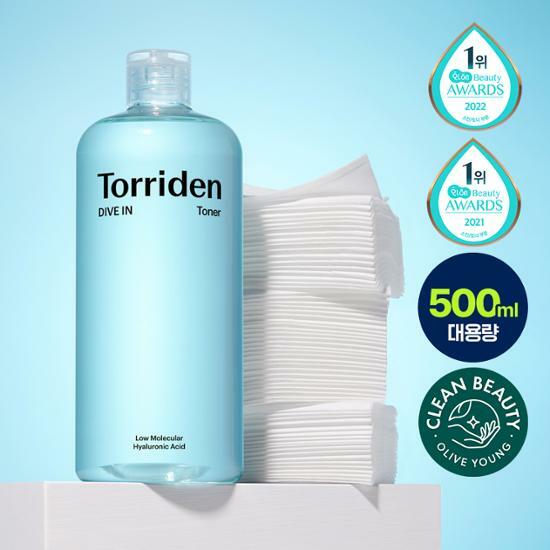 Torriden
DIVE IN Toner
Low Molecular
Hyaluronic Acid
1위
Beauty
AWARDS
2022
1위
Beauty
AWARDS
2021
500ml
대용량
CLEAN BEAUTY
OLIVE YOUNG